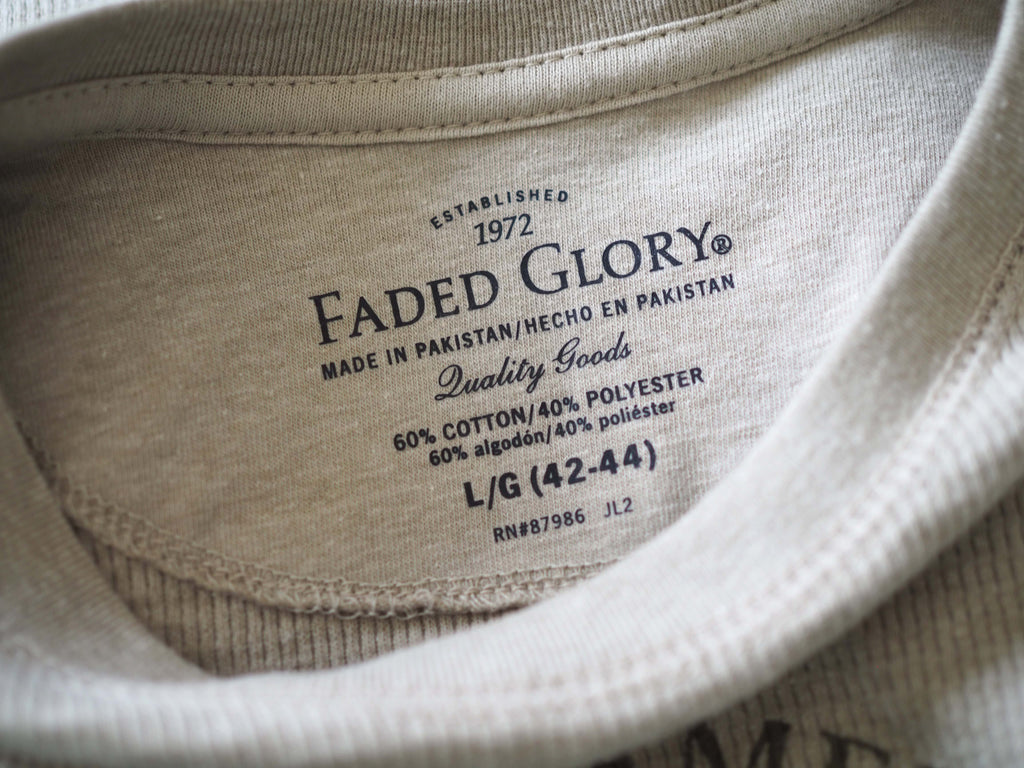 ESTABLISHED
1972
FADED GLORY®
MADE IN PAKISTAN/HECHO EN PAKISTAN
Quality Goods
60% COTTON/40% POLYESTER
60% algodón/40% poliéster
L/G (42-44)
RN#87986 JL2